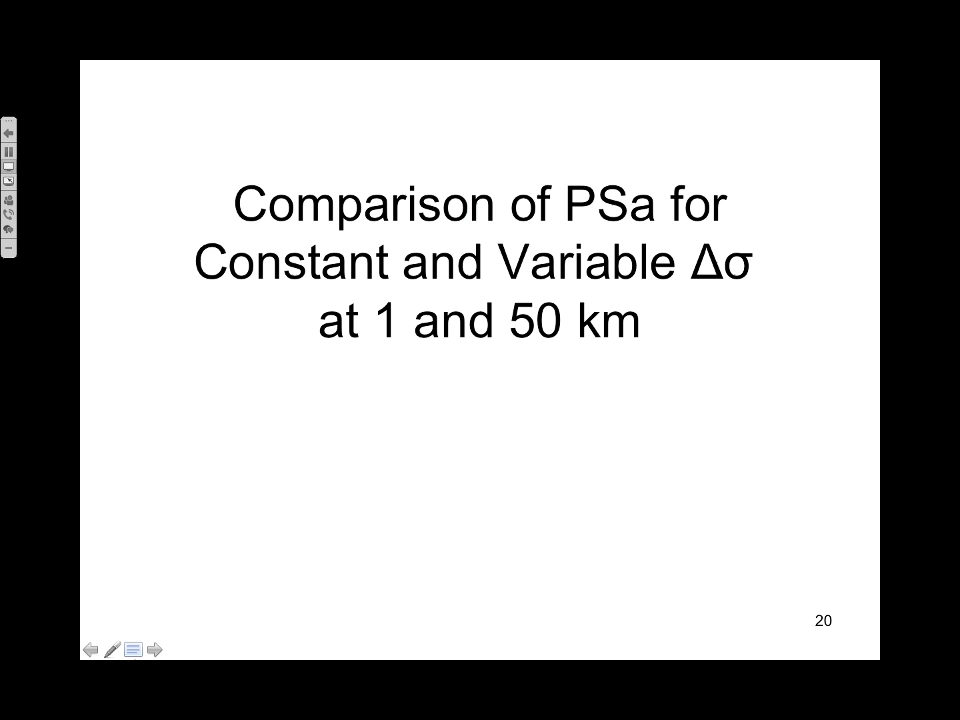 Comparison of PSa for
Constant and Variable Δσ
at 1 and 50 km
20